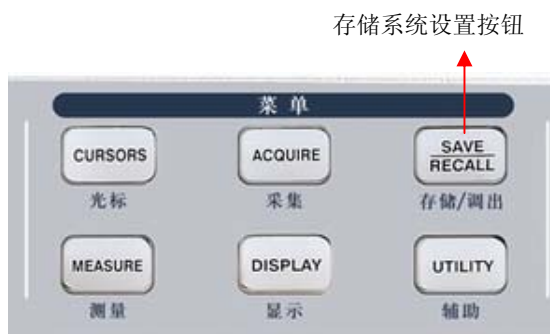 存储系统设置按钮
菜单
CURSORS ACQUIRE SAVE
RECALL
光标 采集 存储/调出
MEASURE DISPLAY UTILITY
测量 显示 辅助